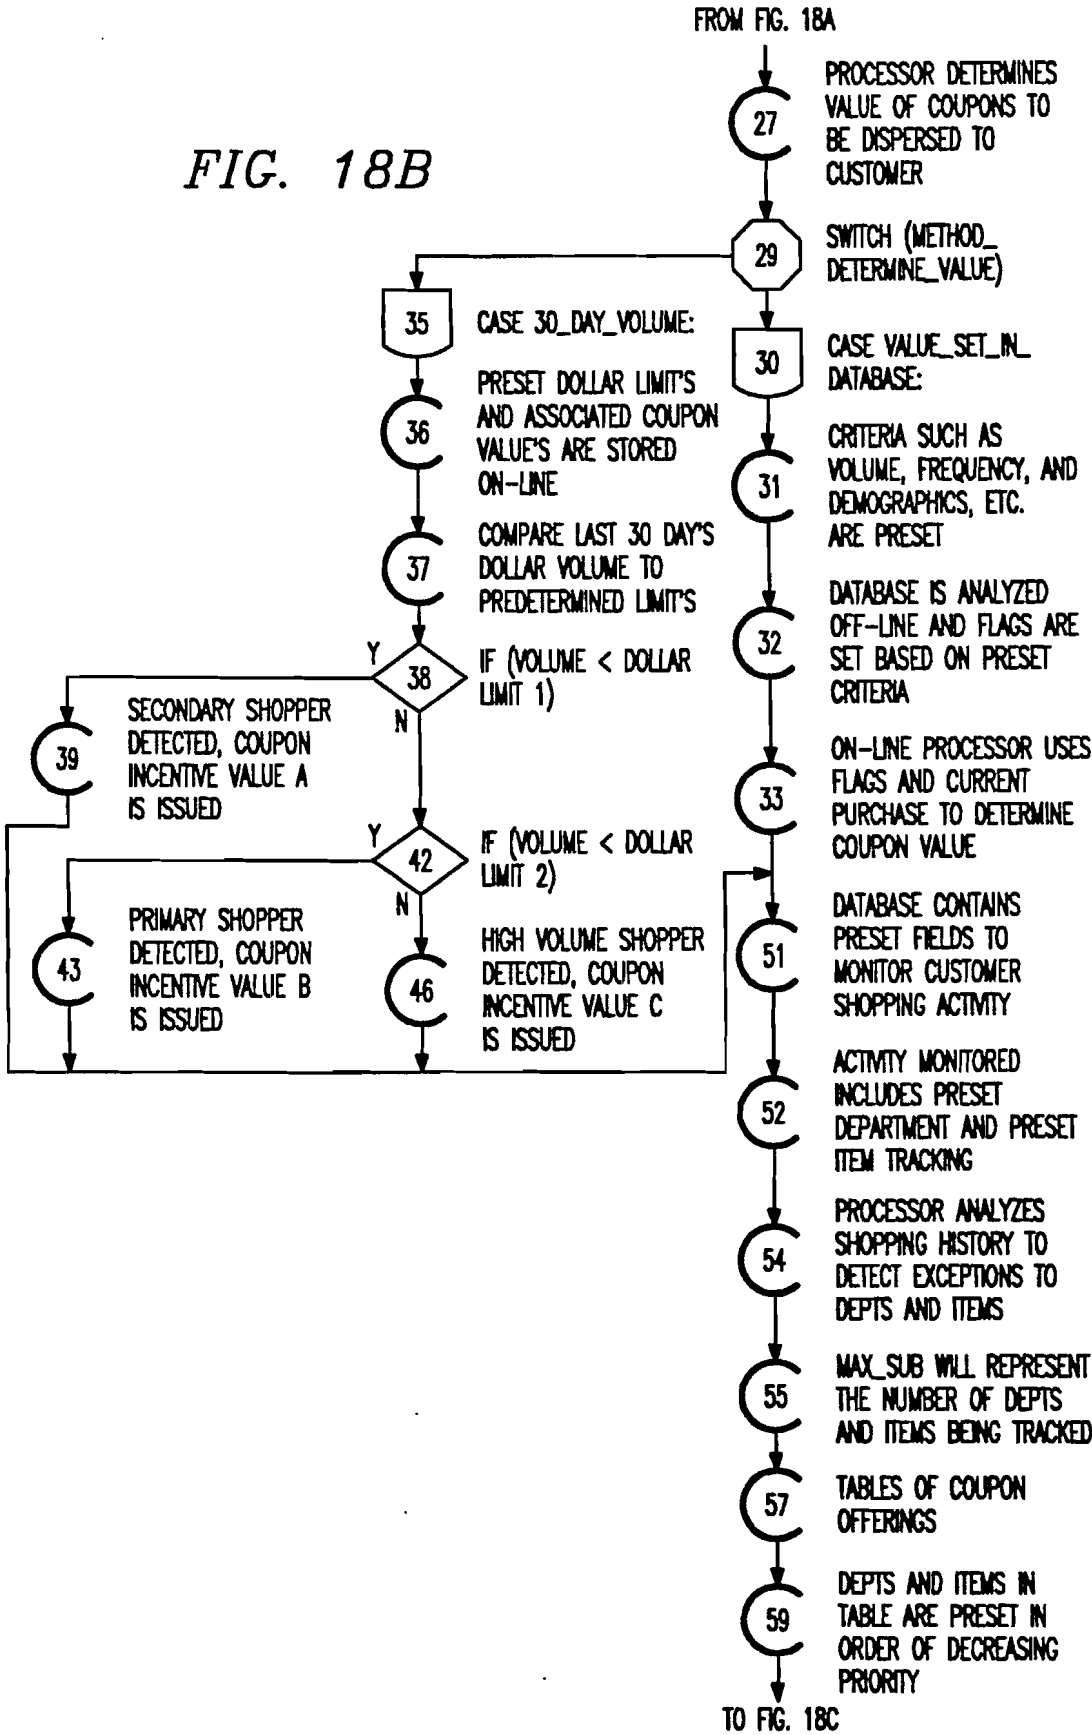 FROM FIG. 18A
27
PROCESSOR DETERMINES
VALUE OF COUPONS TO
BE DISPERSED TO
CUSTOMER
FIG. 18B
29
SWITCH (METHOD_
DETERMINE_VALUE)
35
CASE 30_DAY_VOLUME:
30
CASE VALUE_SET_IN_
DATABASE:
36
PRESET DOLLAR LIMIT'S
AND ASSOCIATED COUPON
VALUE'S ARE STORED
ON-LINE
31
CRITERIA SUCH AS
VOLUME, FREQUENCY, AND
DEMOGRAPHICS, ETC.
ARE PRESET
37
COMPARE LAST 30 DAY'S
DOLLAR VOLUME TO
PREDETERMINED LIMIT'S
32
DATABASE IS ANALYZED
OFF-LINE AND FLAGS ARE
SET BASED ON PRESET
CRITERIA
Y
38
N
IF (VOLUME < DOLLAR
LIMIT 1)
39
SECONDARY SHOPPER
DETECTED, COUPON
INCENTIVE VALUE A
IS ISSUED
33
ON-LINE PROCESSOR USES
FLAGS AND CURRENT
PURCHASE TO DETERMINE
COUPON VALUE
Y
42
N
IF (VOLUME < DOLLAR
LIMIT 2)
43
PRIMARY SHOPPER
DETECTED, COUPON
INCENTIVE VALUE B
IS ISSUED
46
HIGH VOLUME SHOPPER
DETECTED, COUPON
INCENTIVE VALUE C
IS ISSUED
51
DATABASE CONTAINS
PRESET FIELDS TO
MONITOR CUSTOMER
SHOPPING ACTIVITY
52
ACTIVITY MONITORED
INCLUDES PRESET
DEPARTMENT AND PRESET
ITEM TRACKING
54
PROCESSOR ANALYZES
SHOPPING HISTORY TO
DETECT EXCEPTIONS TO
DEPTS AND ITEMS
55
MAX_SUB WILL REPRESENT
THE NUMBER OF DEPTS
AND ITEMS BEING TRACKED
57
TABLES OF COUPON
OFFERINGS
59
DEPTS AND ITEMS IN
TABLE ARE PRESET IN
ORDER OF DECREASING
PRIORITY
TO FIG. 18C